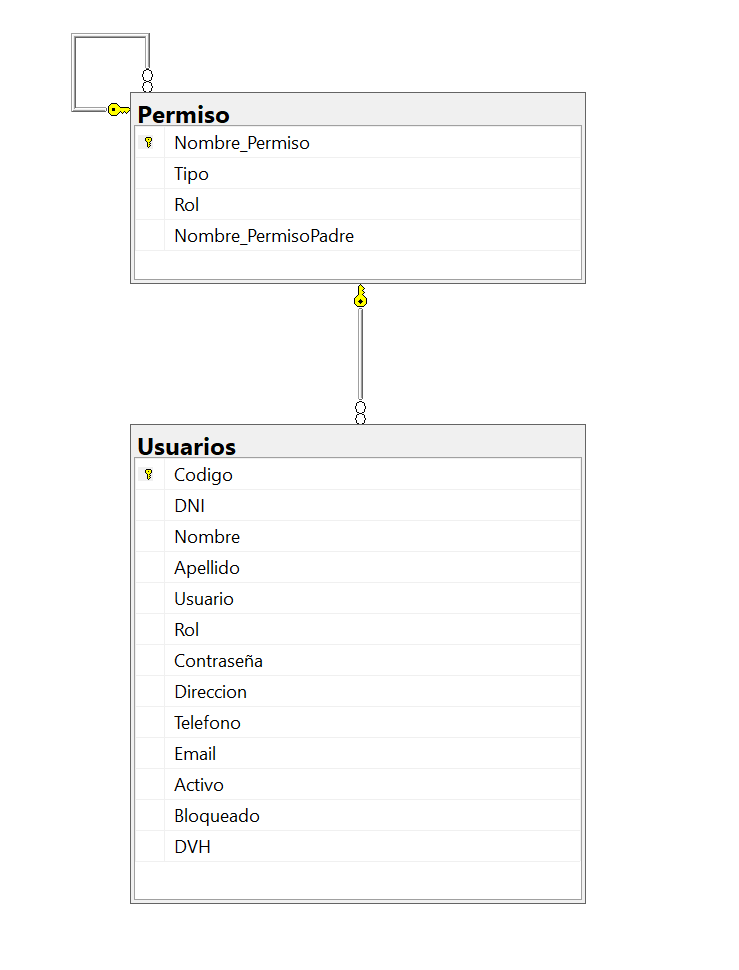 Permiso
Nombre_Permiso
Tipo
Rol
Nombre_PermisoPadre
Usuarios
Codigo
DNI
Nombre
Apellido
Usuario
Rol
Contraseña
Direccion
Telefono
Email
Activo
Bloqueado
DVH